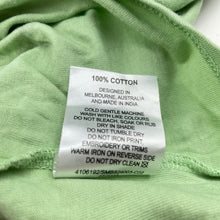 100% COTTON
DESIGNED IN
MELBOURNE, AUSTRALIA
AND MADE
IN INDIA
COLD GENTLE MACHINE
WASH WITH LIKE COLOURS
DO NOT BLEACH, SOAK OR RUB
DRY IN SHADE
DO NOT TUMBLE DRY
DO NOT IRON PRINT
EMBROIDERY OR TRIMS
WARM IRON ON REVERSE SIDE
DO NOT DRY CLEAN